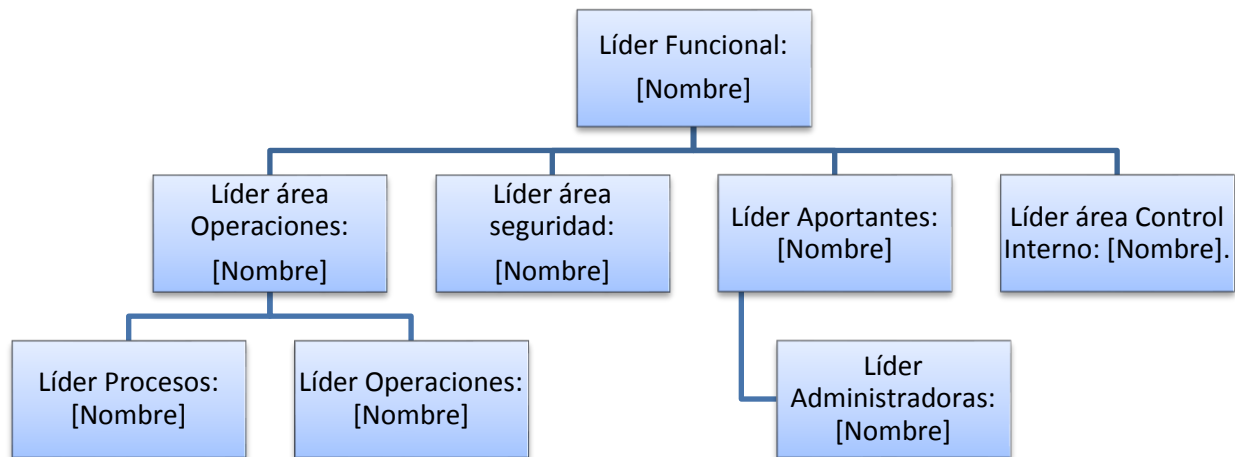 Líder Funcional:
[Nombre]
Líder área
Operaciones:
[Nombre]
Líder área
seguridad:
[Nombre]
Líder Aportantes:
[Nombre]
Líder área Control
Interno: [Nombre].
Líder Procesos:
[Nombre]
Líder Operaciones:
[Nombre]
Líder
Administradoras:
[Nombre]